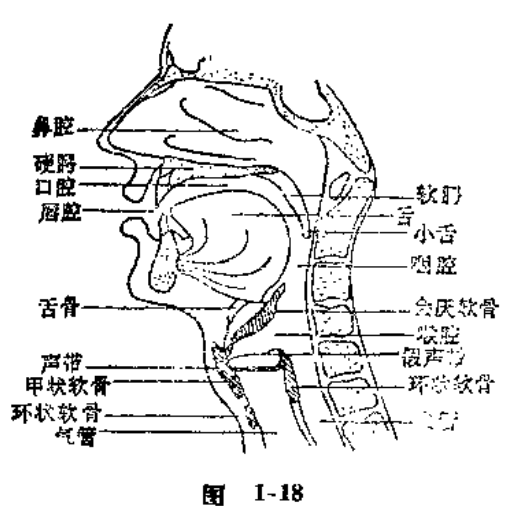 鼻腔
硬腭
口腔
唇腔
舌骨
声带
甲状软骨
环状软骨
气管
软腭
舌
小舌
咽腔
会厌软骨
喉腔
假声带
环状软骨
图 1-18